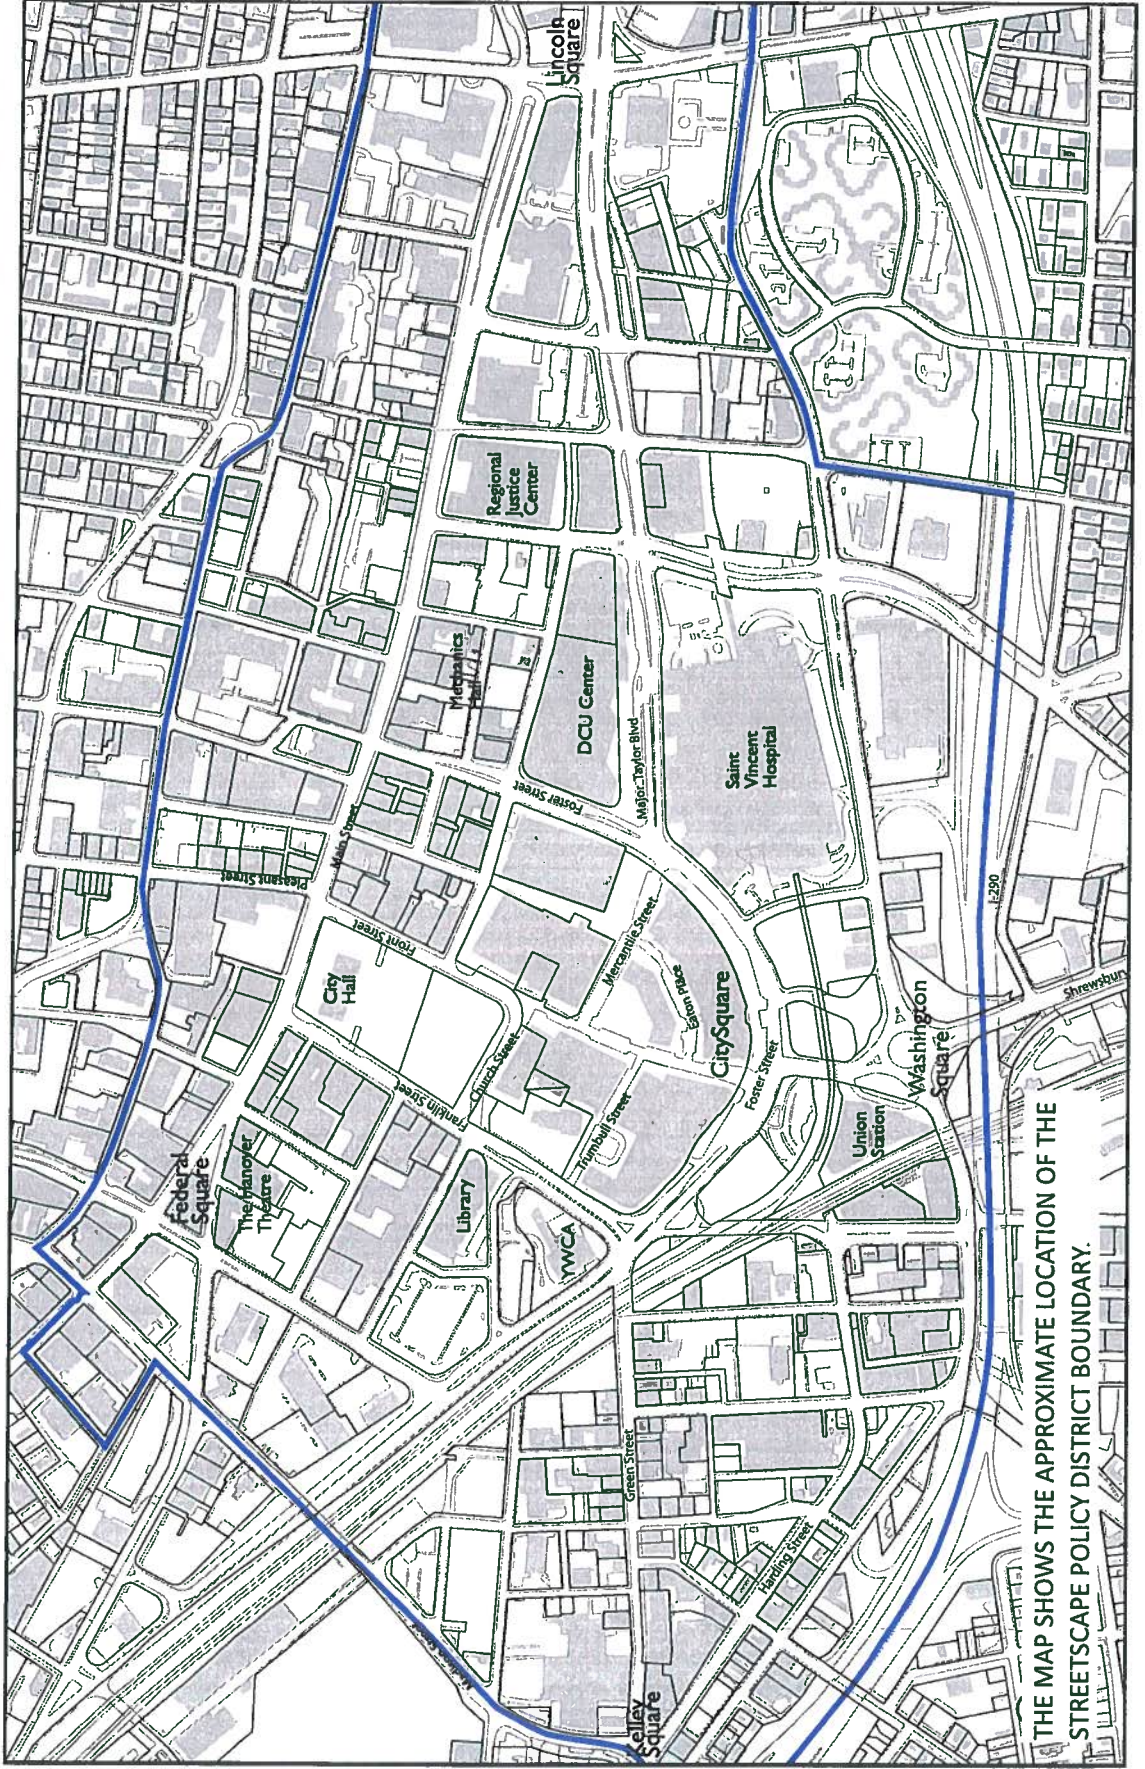 Lincoln
Square
Regional
Justice
Center
Mechanics
Hall
DCU Center
Major Taylor Blvd
Saint
Vincent
Hospital
Foster Street
Main Street
Pleasant Street
Front Street
City
Hall
Mercantile Street
Eaton Place
CitySquare
I-290
Shrewsbury
Washington
Square
Foster Street
Church Street
Franklin Street
Trumbull Street
Union
Station
Federal
Square
The Hanover
Theatre
Library
YWCA
Green Street
Harding Street
Madison Street
Kelley
Square
THE MAP SHOWS THE APPROXIMATE LOCATION OF THE
STREETSCAPE POLICY DISTRICT BOUNDARY.